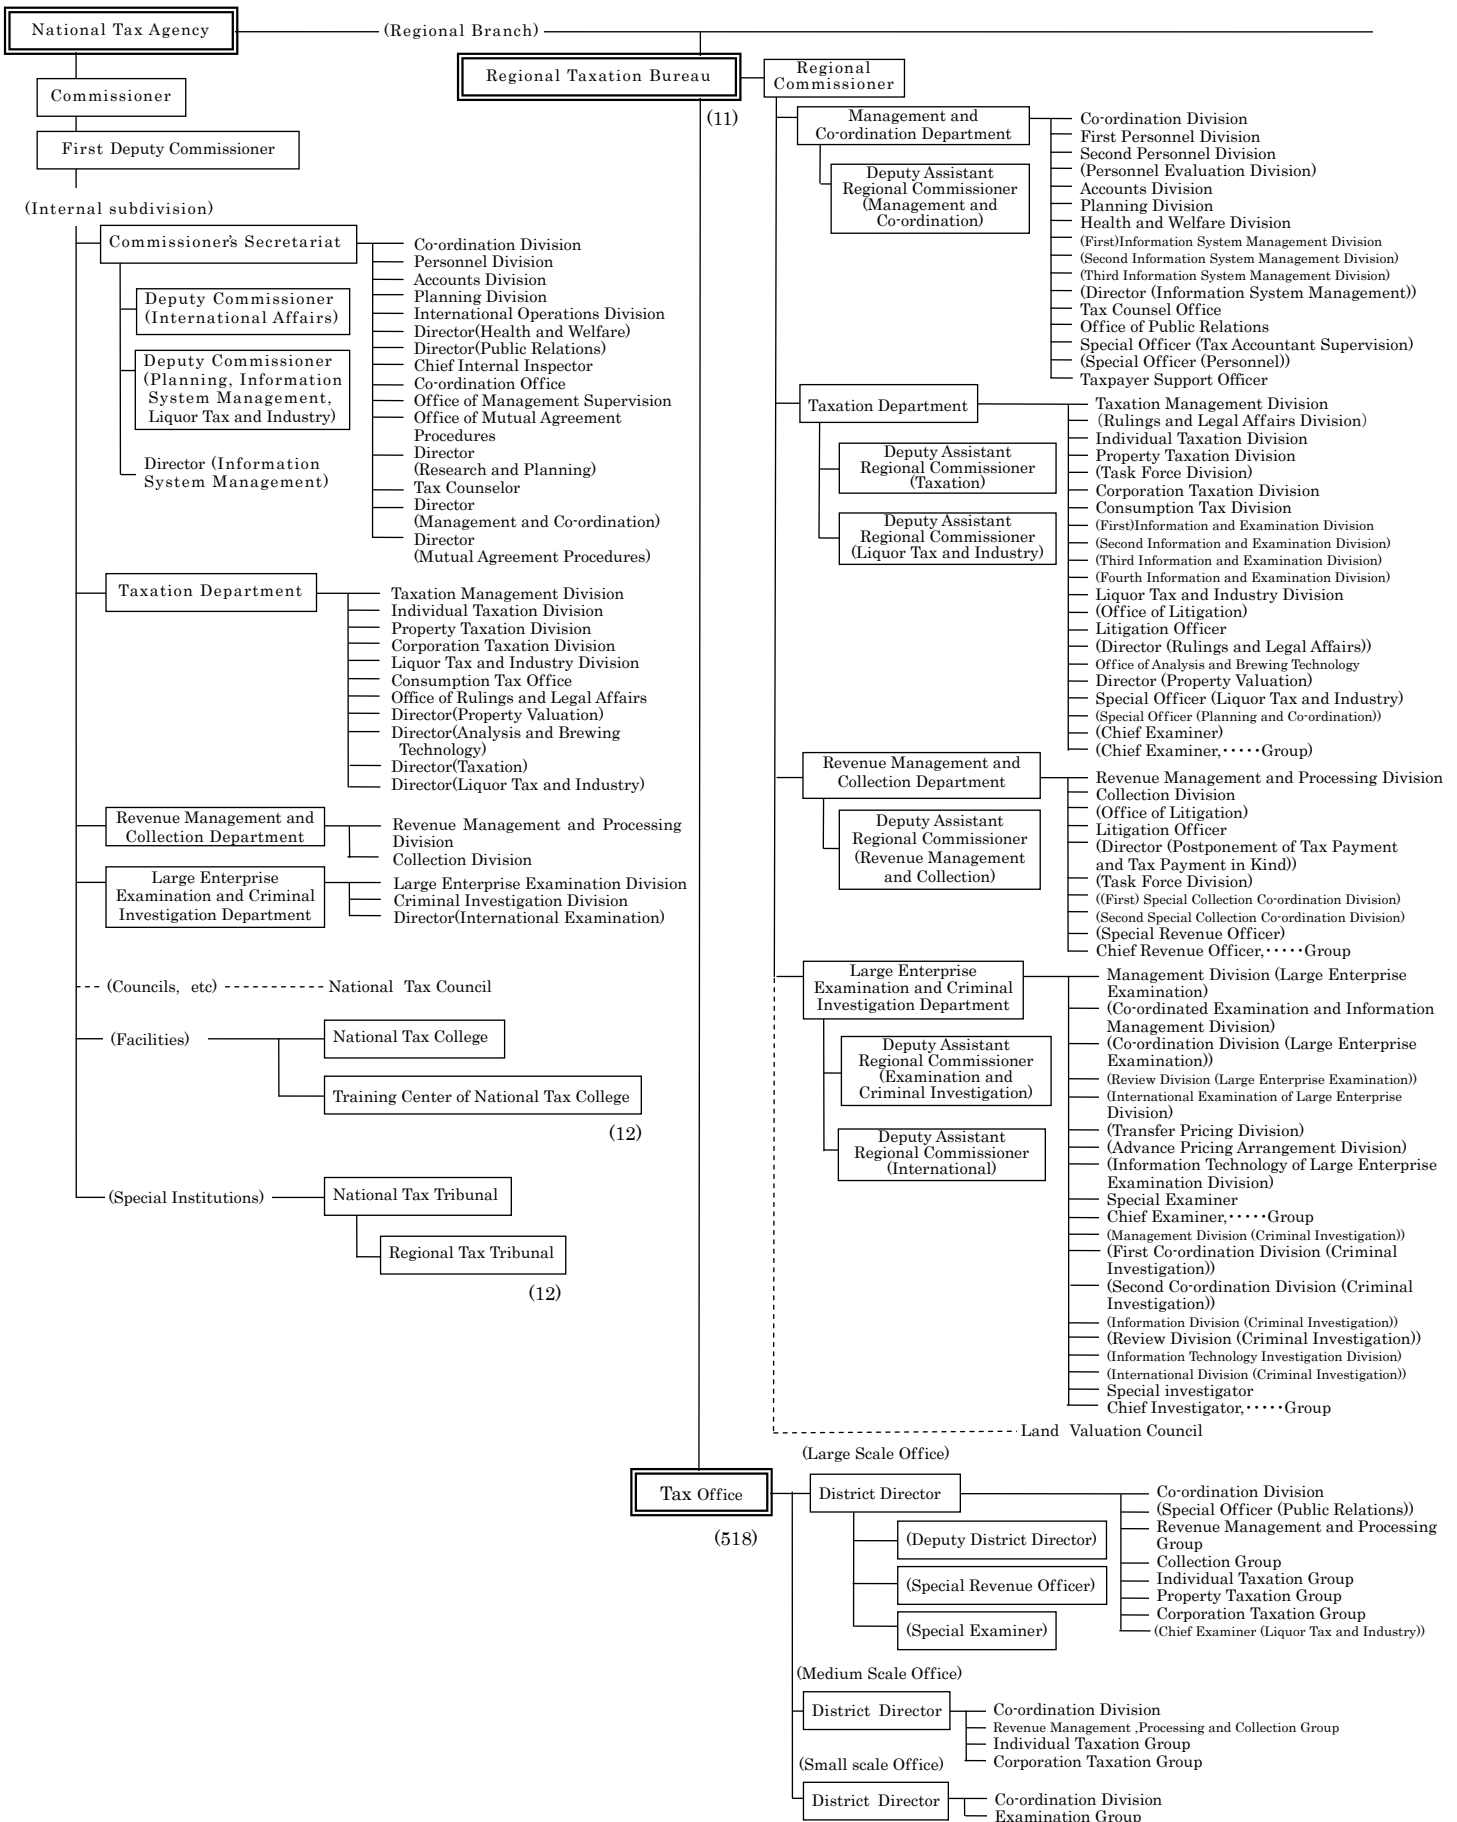 National Tax Agency
(Regional Branch)
Commissioner
First Deputy Commissioner
(Internal subdivision)
Commissioner's Secretariat
Deputy Commissioner
(International Affairs)
Deputy Commissioner
(Planning, Information
System Management,
Liquor Tax and Industry)
Director (Information
System Management)
Co-ordination Division
Personnel Division
Accounts Division
Planning Division
International Operations Division
Director(Health and Welfare)
Director(Public Relations)
Chief Internal Inspector
Co-ordination Office
Office of Management Supervision
Office of Mutual Agreement
Procedures
Director
(Research and Planning)
Tax Counselor
Director
(Management and Co-ordination)
Director
(Mutual Agreement Procedures)
Taxation Department
Taxation Management Division
Individual Taxation Division
Property Taxation Division
Corporation Taxation Division
Liquor Tax and Industry Division
Consumption Tax Office
Office of Rulings and Legal Affairs
Director(Property Valuation)
Director(Analysis and Brewing
Technology)
Director(Taxation)
Director(Liquor Tax and Industry)
Revenue Management and
Collection Department
Revenue Management and Processing
Division
Collection Division
Large Enterprise
Examination and Criminal
Investigation Department
Large Enterprise Examination Division
Criminal Investigation Division
Director(International Examination)
(Councils, etc)
National Tax Council
(Facilities)
National Tax College
Training Center of National Tax College
(12)
(Special Institutions)
National Tax Tribunal
Regional Tax Tribunal
(12)
Regional Taxation Bureau
(11)
Regional
Commissioner
Management and
Co-ordination Department
Deputy Assistant
Regional Commissioner
(Management and
Co-ordination)
Co-ordination Division
First Personnel Division
Second Personnel Division
(Personnel Evaluation Division)
Accounts Division
Planning Division
Health and Welfare Division
(First)Information System Management Division
(Second Information System Management Division)
(Third Information System Management Division)
(Director (Information System Management))
Tax Counsel Office
Office of Public Relations
Special Officer (Tax Accountant Supervision)
(Special Officer (Personnel))
Taxpayer Support Officer
Taxation Department
Deputy Assistant
Regional Commissioner
(Taxation)
Deputy Assistant
Regional Commissioner
(Liquor Tax and Industry)
Taxation Management Division
(Rulings and Legal Affairs Division)
Individual Taxation Division
Property Taxation Division
(Task Force Division)
Corporation Taxation Division
Consumption Tax Division
(First)Information and Examination Division
(Second Information and Examination Division)
(Third Information and Examination Division)
(Fourth Information and Examination Division)
Liquor Tax and Industry Division
(Office of Litigation)
Litigation Officer
(Director (Rulings and Legal Affairs))
Office of Analysis and Brewing Technology
Director (Property Valuation)
Special Officer (Liquor Tax and Industry)
(Special Officer (Planning and Co-ordination))
(Chief Examiner)
(Chief Examiner,・・・・・Group)
Revenue Management and
Collection Department
Deputy Assistant
Regional Commissioner
(Revenue Management
and Collection)
Revenue Management and Processing Division
Collection Division
(Office of Litigation)
Litigation Officer
(Director (Postponement of Tax Payment
and Tax Payment in Kind))
(Task Force Division)
((First) Special Collection Co-ordination Division)
(Second Special Collection Co-ordination Division)
(Special Revenue Officer)
Chief Revenue Officer,・・・・・Group
Large Enterprise
Examination and Criminal
Investigation Department
Deputy Assistant
Regional Commissioner
(Examination and
Criminal Investigation)
Deputy Assistant
Regional Commissioner
(International)
Management Division (Large Enterprise
Examination)
(Co-ordinated Examination and Information
Management Division)
(Co-ordination Division (Large Enterprise
Examination))
(Review Division (Large Enterprise Examination))
(International Examination of Large Enterprise
Division)
(Transfer Pricing Division)
(Advance Pricing Arrangement Division)
(Information Technology of Large Enterprise
Examination Division)
Special Examiner
Chief Examiner,・・・・・Group
(Management Division (Criminal Investigation))
(First Co-ordination Division (Criminal
Investigation))
(Second Co-ordination Division (Criminal
Investigation))
(Information Division (Criminal Investigation))
(Review Division (Criminal Investigation))
(Information Technology Investigation Division)
(International Division (Criminal Investigation))
Special investigator
Chief Investigator,・・・・・Group
Land Valuation Council
Tax Office
(518)
(Large Scale Office)
District Director
(Deputy District Director)
(Special Revenue Officer)
(Special Examiner)
Co-ordination Division
(Special Officer (Public Relations))
Revenue Management and Processing
Group
Collection Group
Individual Taxation Group
Property Taxation Group
Corporation Taxation Group
(Chief Examiner (Liquor Tax and Industry))
(Medium Scale Office)
District Director
Co-ordination Division
Revenue Management ,Processing and Collection Group
Individual Taxation Group
Corporation Taxation Group
(Small scale Office)
District Director
Co-ordination Division
Examination Group